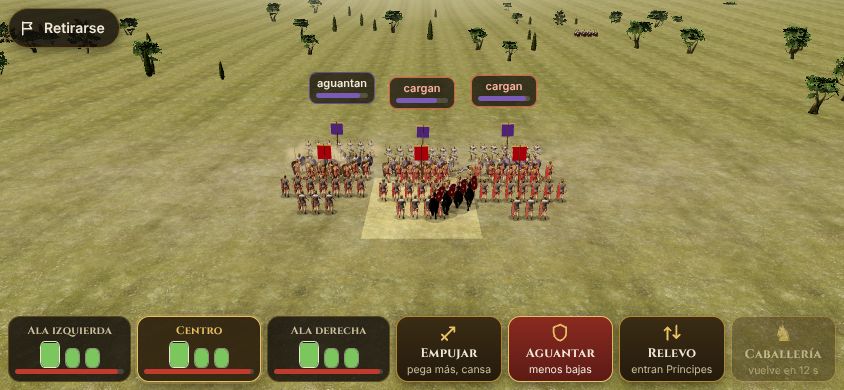 Retirarse
aguantan
cargan
cargan
ALA IZQUIERDA
CENTRO
ALA DERECHA
EMPUJAR
pega más, cansa
AGUANTAR
menos bajas
RELEVO
entran Príncipes
CABALLERÍA
vuelve en 12 s